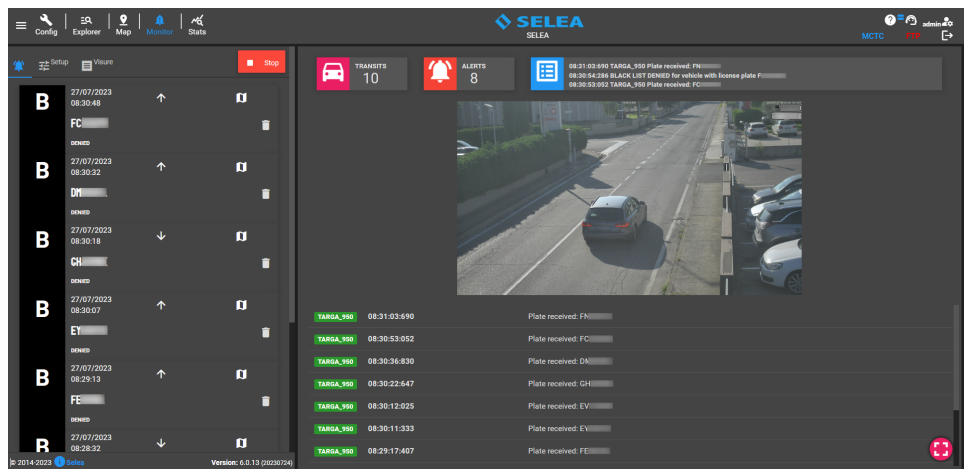 Config
Explorer
Map
Monitor
Stats
SELEA
SELEA
admin
MCTC
Setup
Visure
Stop
TRANSITS
10
ALERTS
8
08:31:03:690 TARGA_950 Plate received: FN
08:30:54:286 BLACK LIST DENIED for vehicle with license plate F
08:30:53:052 TARGA_950 Plate received: FC
B
27/07/2023
08:30:48
FC
DENIED
B
27/07/2023
08:30:32
DM
DENIED
B
27/07/2023
08:30:18
GH
DENIED
B
27/07/2023
08:30:07
EY
DENIED
B
27/07/2023
08:29:13
FE
DENIED
B
27/07/2023
08:28:32
TARGA_950 08:31:03:690 Plate received: FN
TARGA_950 08:30:53:052 Plate received: FC
TARGA_950 08:30:36:830 Plate received: DM
TARGA_950 08:30:22:647 Plate received: GH
TARGA_950 08:30:12:025 Plate received: EV
TARGA_950 08:30:11:333 Plate received: EY
TARGA_950 08:29:17:407 Plate received: FE
© 2014-2023 Selea
Version: 6.0.13 (20230724)